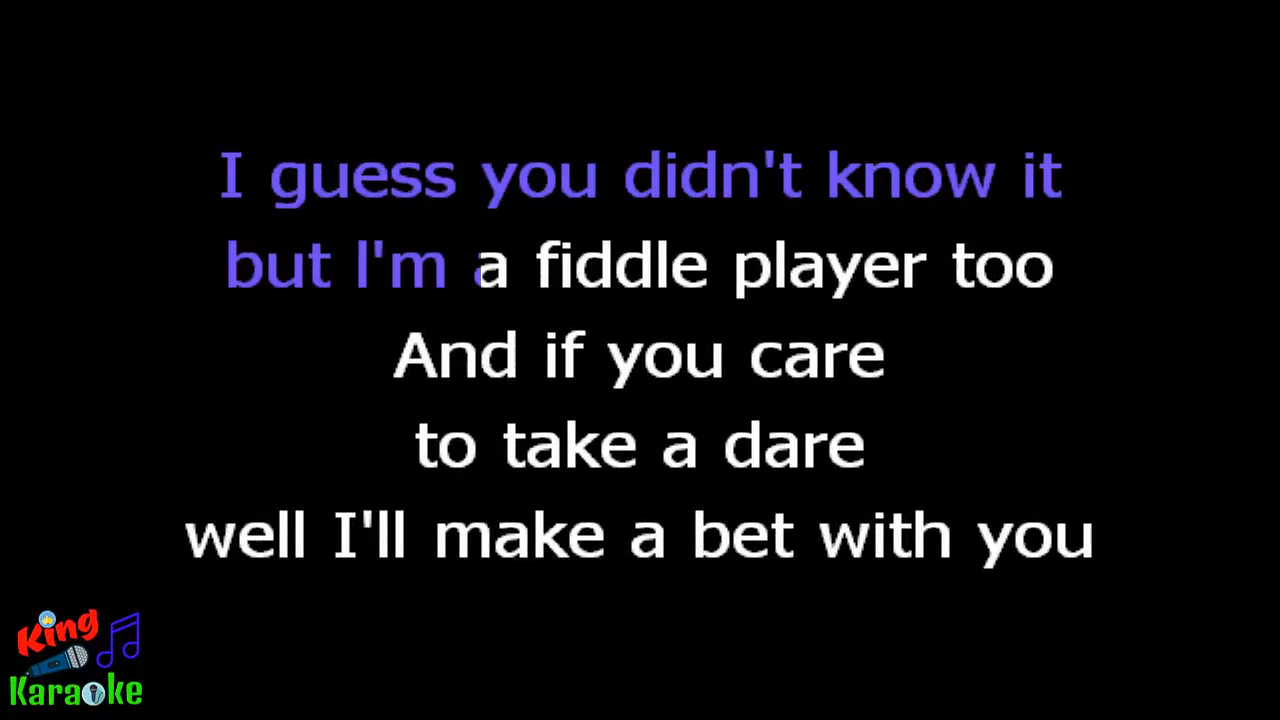 I guess you didn't know it
but I'm a fiddle player too
And if you care
to take a dare
well I'll make a bet with you
King
Karaoke